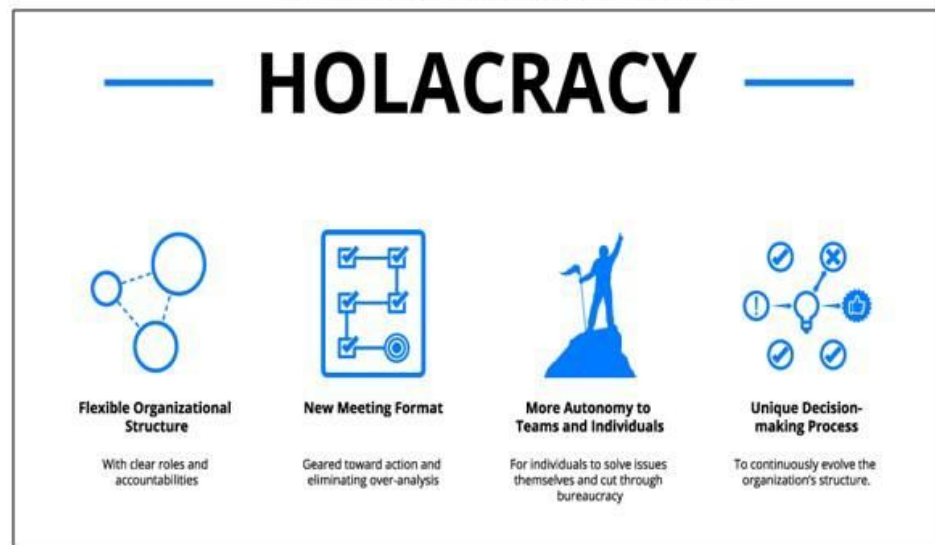 HOLACRACY
Flexible Organizational
Structure
With clear roles and
accountabilities
New Meeting Format
Geared toward action and
eliminating over-analysis
More Autonomy to
Teams and Individuals
For individuals to solve issues
themselves and cut through
bureaucracy
Unique Decision-
making Process
To continuously evolve the
organization's structure.